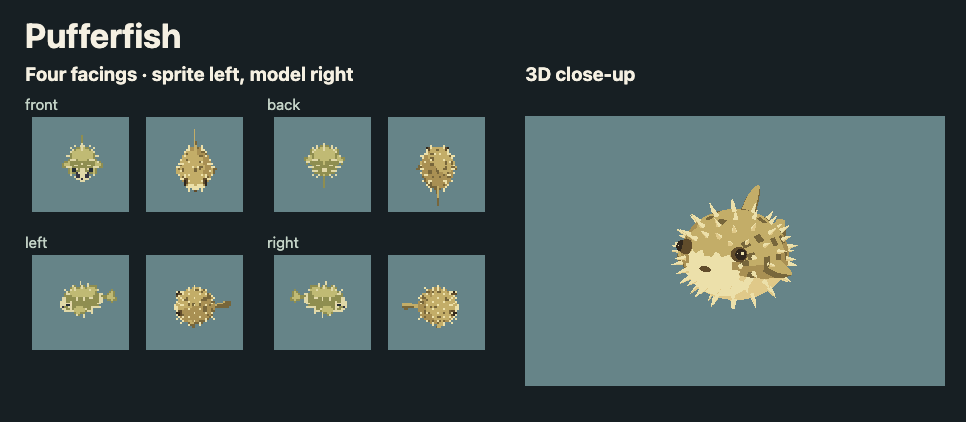 Pufferfish
Four facings · sprite left, model right
3D close-up
front
back
left
right